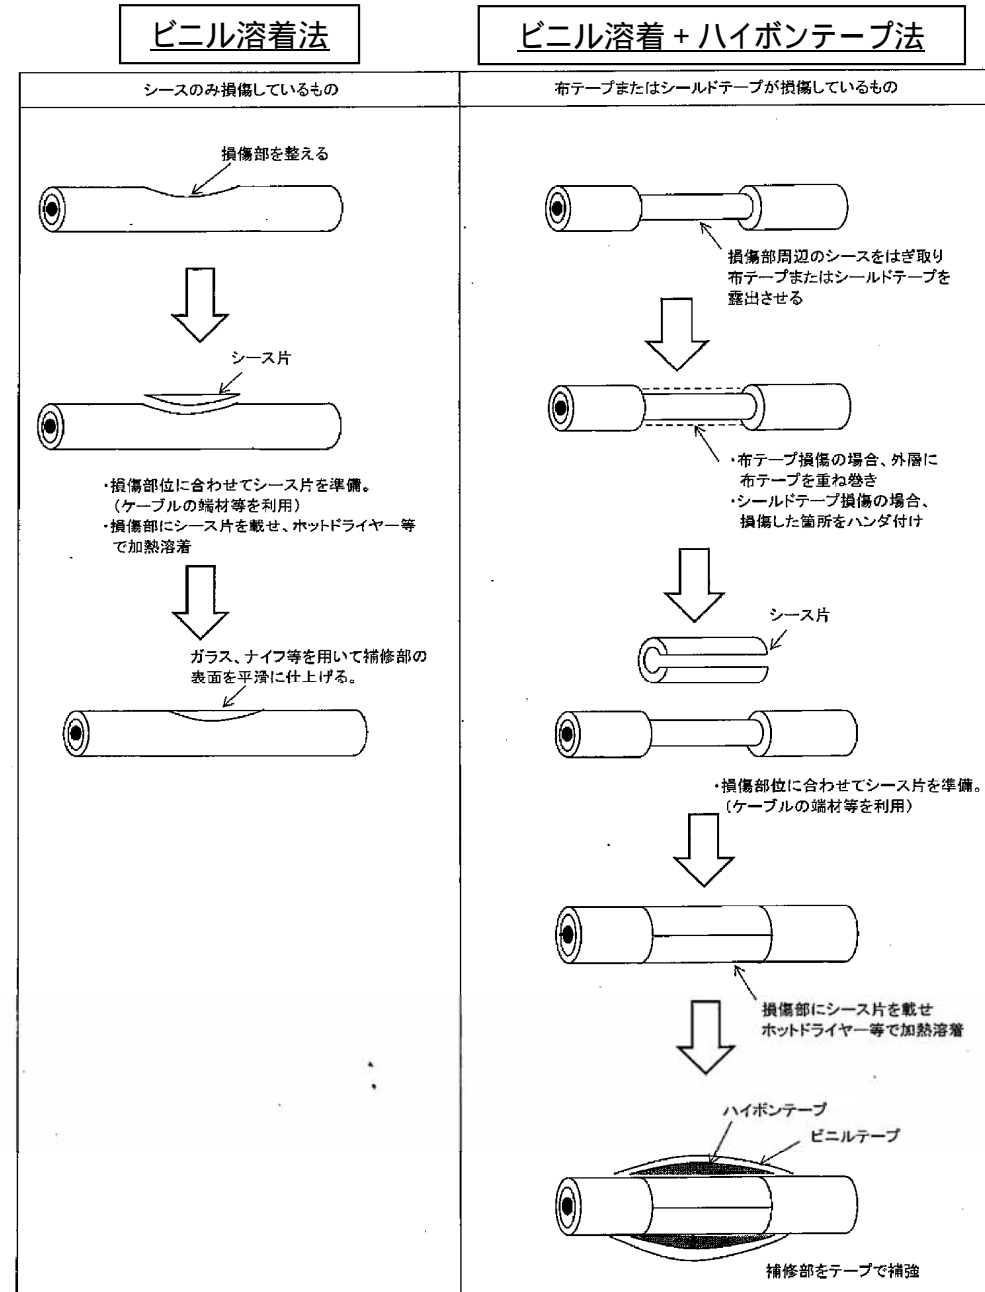 ビニル溶着法
シースのみ損傷しているもの
損傷部を整える
シース片
・損傷部位に合わせてシース片を準備。
(ケーブルの端材等を利用)
・損傷部にシース片を載せ、ホットドライヤー等
で加熱溶着
ガラス、ナイフ等を用いて補修部の
表面を平滑に仕上げる。
ビニル溶着+ハイボンテープ法
布テープまたはシールドテープが損傷しているもの
損傷部周辺のシースをはぎ取り
布テープまたはシールドテープを
露出させる
・布テープ損傷の場合、外層に
布テープを重ね巻き
・シールドテープ損傷の場合、
損傷した箇所をハンダ付け
シース片
・損傷部位に合わせてシース片を準備。
(ケーブルの端材等を利用)
損傷部にシース片を載せ
ホットドライヤー等で加熱溶着
ハイボンテープ
ビニルテープ
補修部をテープで補強